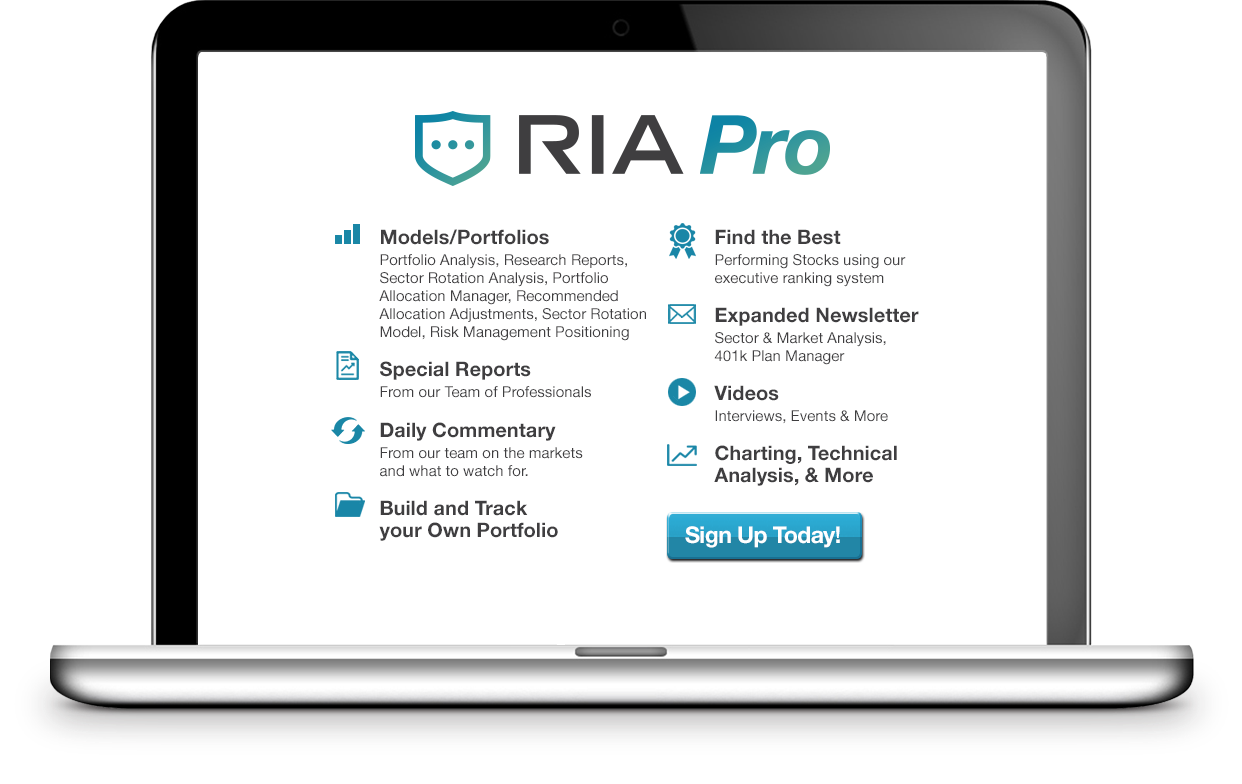 RIA Pro
Models/Portfolios
Portfolio Analysis, Research Reports,
Sector Rotation Analysis, Portfolio
Allocation Manager, Recommended
Allocation Adjustments, Sector Rotation
Model, Risk Management Positioning
Special Reports
From our Team of Professionals
Daily Commentary
From our team on the markets
and what to watch for.
Build and Track
your Own Portfolio
Find the Best
Performing Stocks using our
executive ranking system
Expanded Newsletter
Sector & Market Analysis,
401k Plan Manager
Videos
Interviews, Events & More
Charting, Technical
Analysis, & More
Sign Up Today!